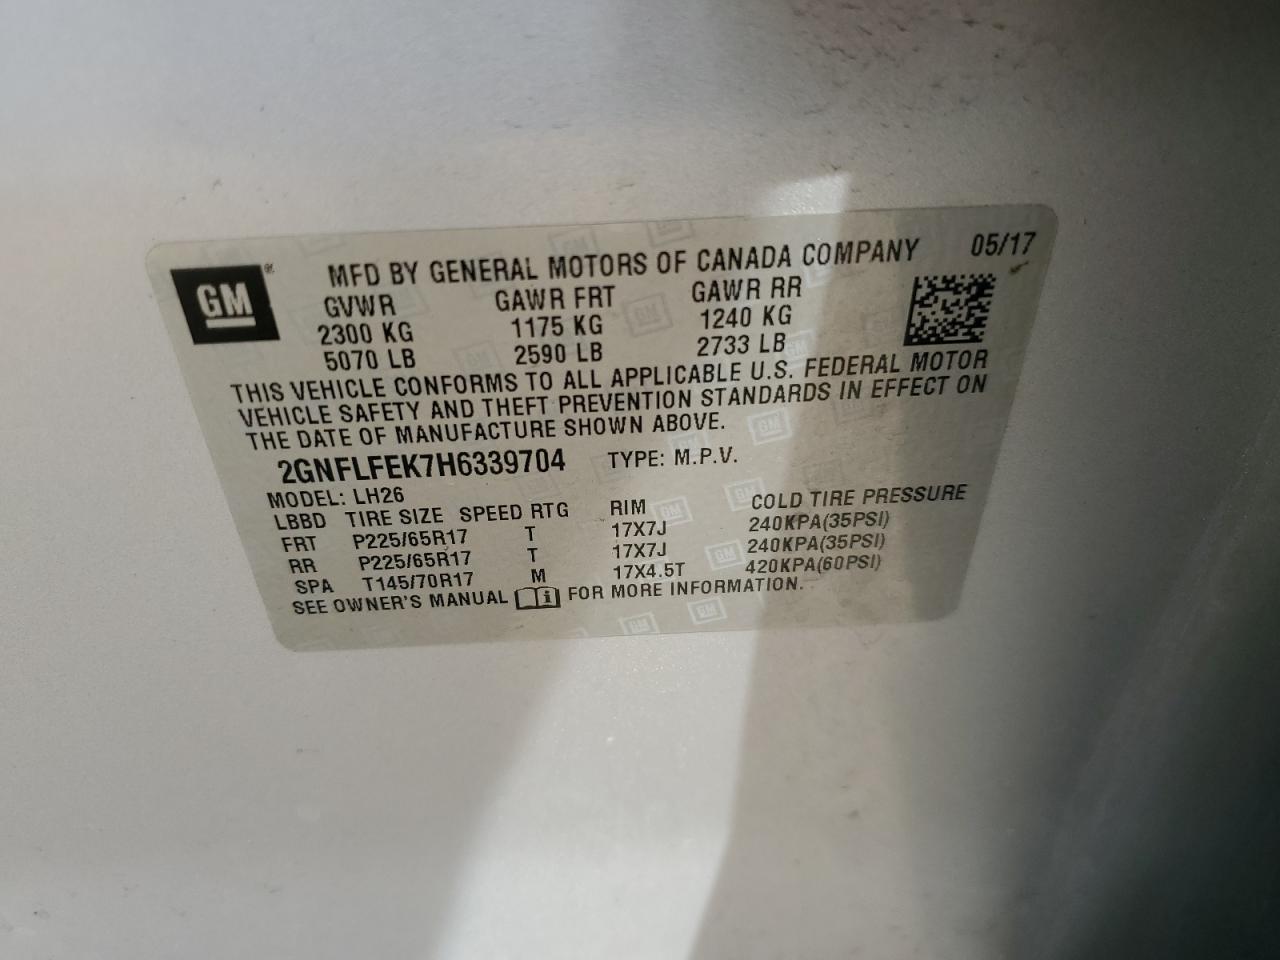 GM ® MFD BY GENERAL MOTORS OF CANADA COMPANY 05/17
GVWR GAWR FRT GAWR RR
2300 KG 1175 KG 1240 KG
5070 LB 2590 LB 2733 LB
THIS VEHICLE CONFORMS TO ALL APPLICABLE U.S. FEDERAL MOTOR
VEHICLE SAFETY AND THEFT PREVENTION STANDARDS IN EFFECT ON
THE DATE OF MANUFACTURE SHOWN ABOVE.
2GNFLFEK7H6339704 TYPE: M.P.V.
MODEL: LH26
LBBD TIRE SIZE SPEED RTG RIM COLD TIRE PRESSURE
FRT P225/65R17 T 17X7J 240KPA(35PSI)
RR P225/65R17 T 17X7J 240KPA(35PSI)
SPA T145/70R17 M 17X4.5T 420KPA(60PSI)
SEE OWNER'S MANUAL i FOR MORE INFORMATION.